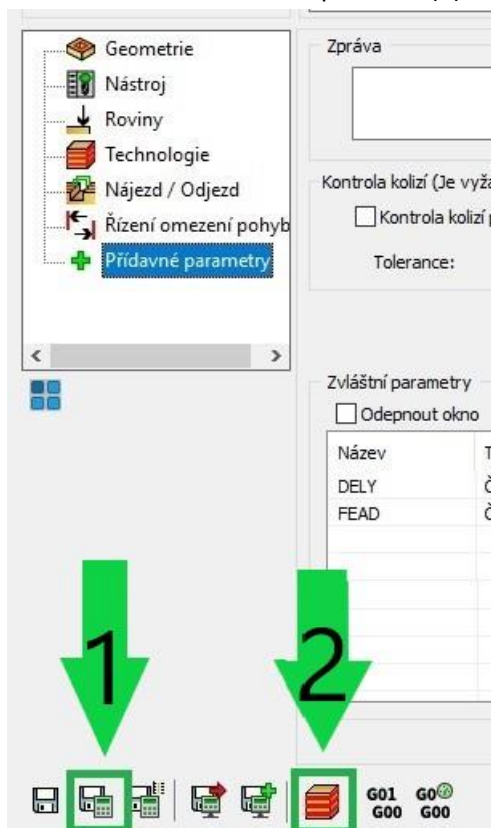 Geometrie
Nástroj
Roviny
Technologie
Nájezd / Odjezd
Řízení omezení pohyb
Přídavné parametry
Zpráva
Kontrola kolizí (Je
Kontrola kolizí
Tolerance:
Zvláštní parametry
Odepnout okno
Název
DELY
FEAD
1
2
G01 G0
G00 G00